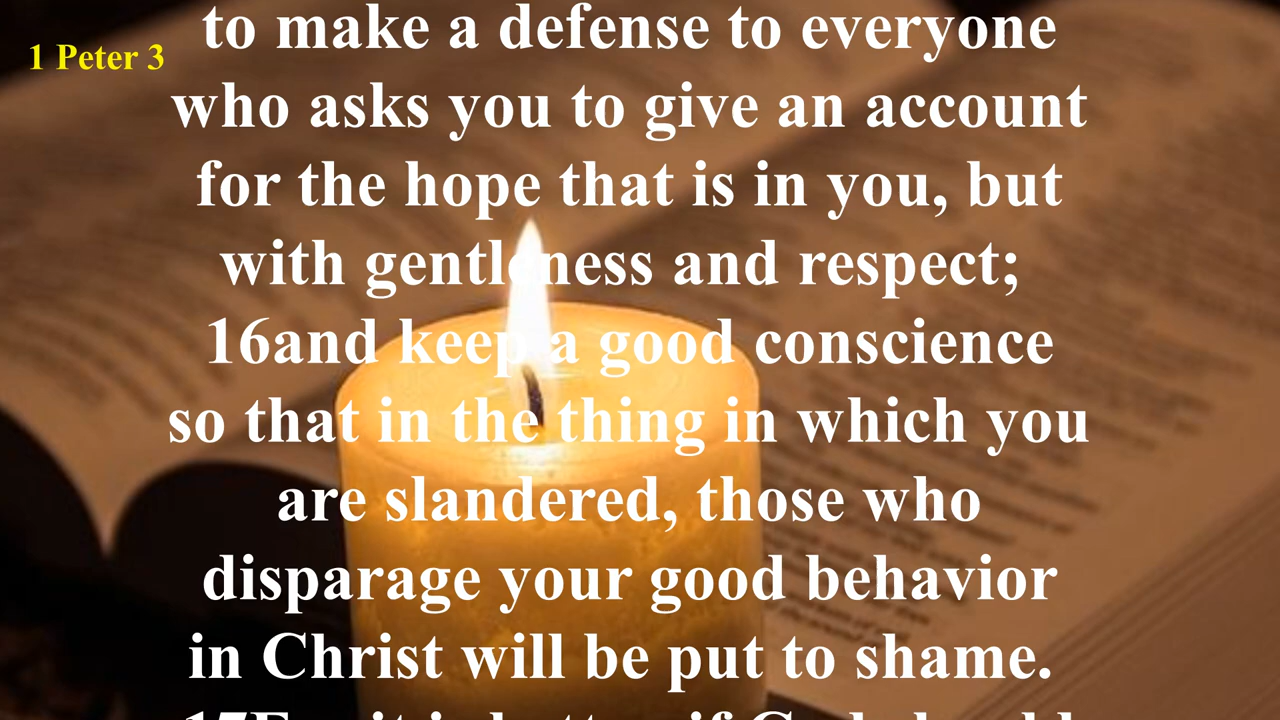 to make a defense to everyone
1 Peter 3
who asks you to give an account
for the hope that is in you, but
with gentleness and respect;
16and keep a good conscience
so that in the thing in which you
are slandered, those who
disparage your good behavior
in Christ will be put to shame.